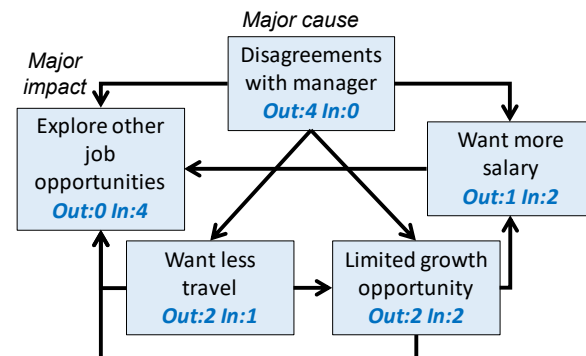 Major cause
Disagreements
with manager
Out:4 In:0
Major
impact
Explore other
job
opportunities
Out:0 In:4
Want more
salary
Out:1 In:2
Want less
travel
Out:2 In:1
Limited growth
opportunity
Out:2 In:2